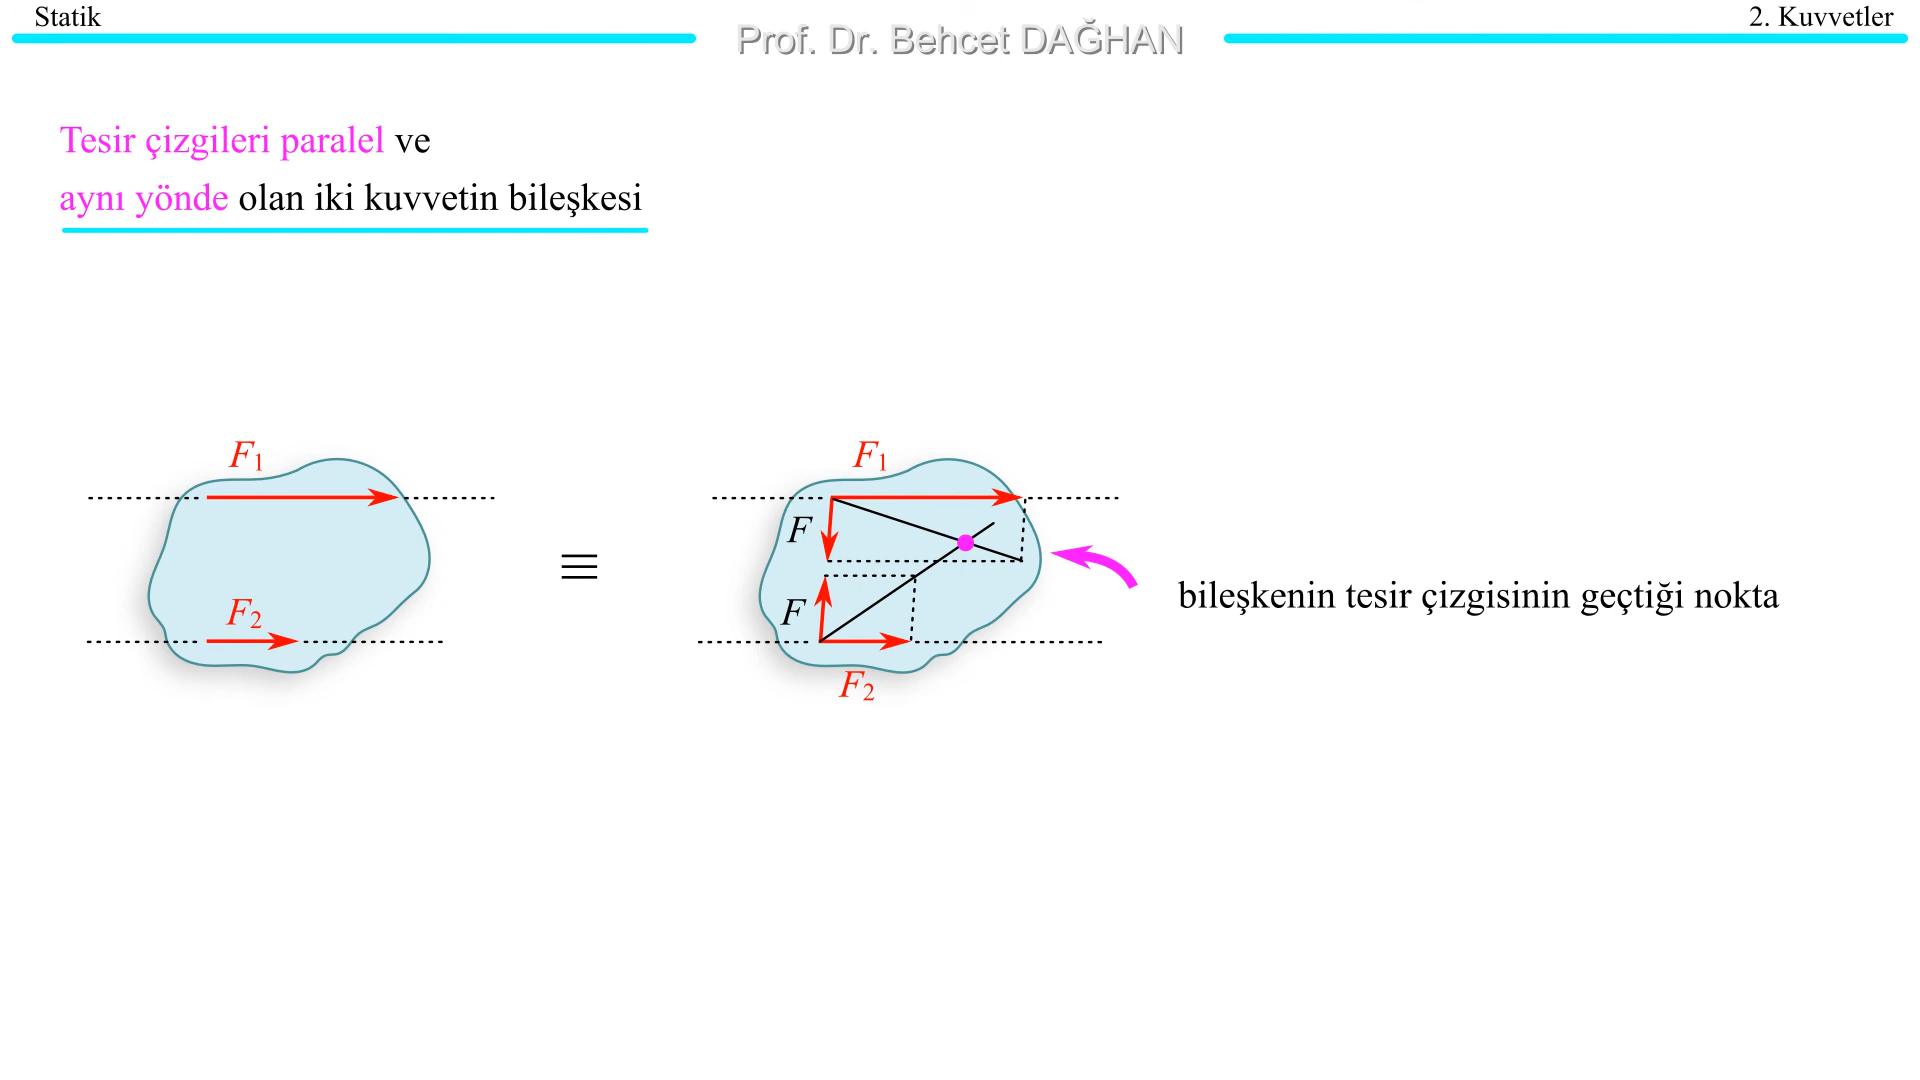 Statik
2. Kuvvetler
Prof. Dr. Behcet DAĞHAN
Tesir çizgileri paralel ve
aynı yönde olan iki kuvvetin bileşkesi
F1
F2
≡
F1
F
F
F2
bileşkenin tesir çizgisinin geçtiği nokta